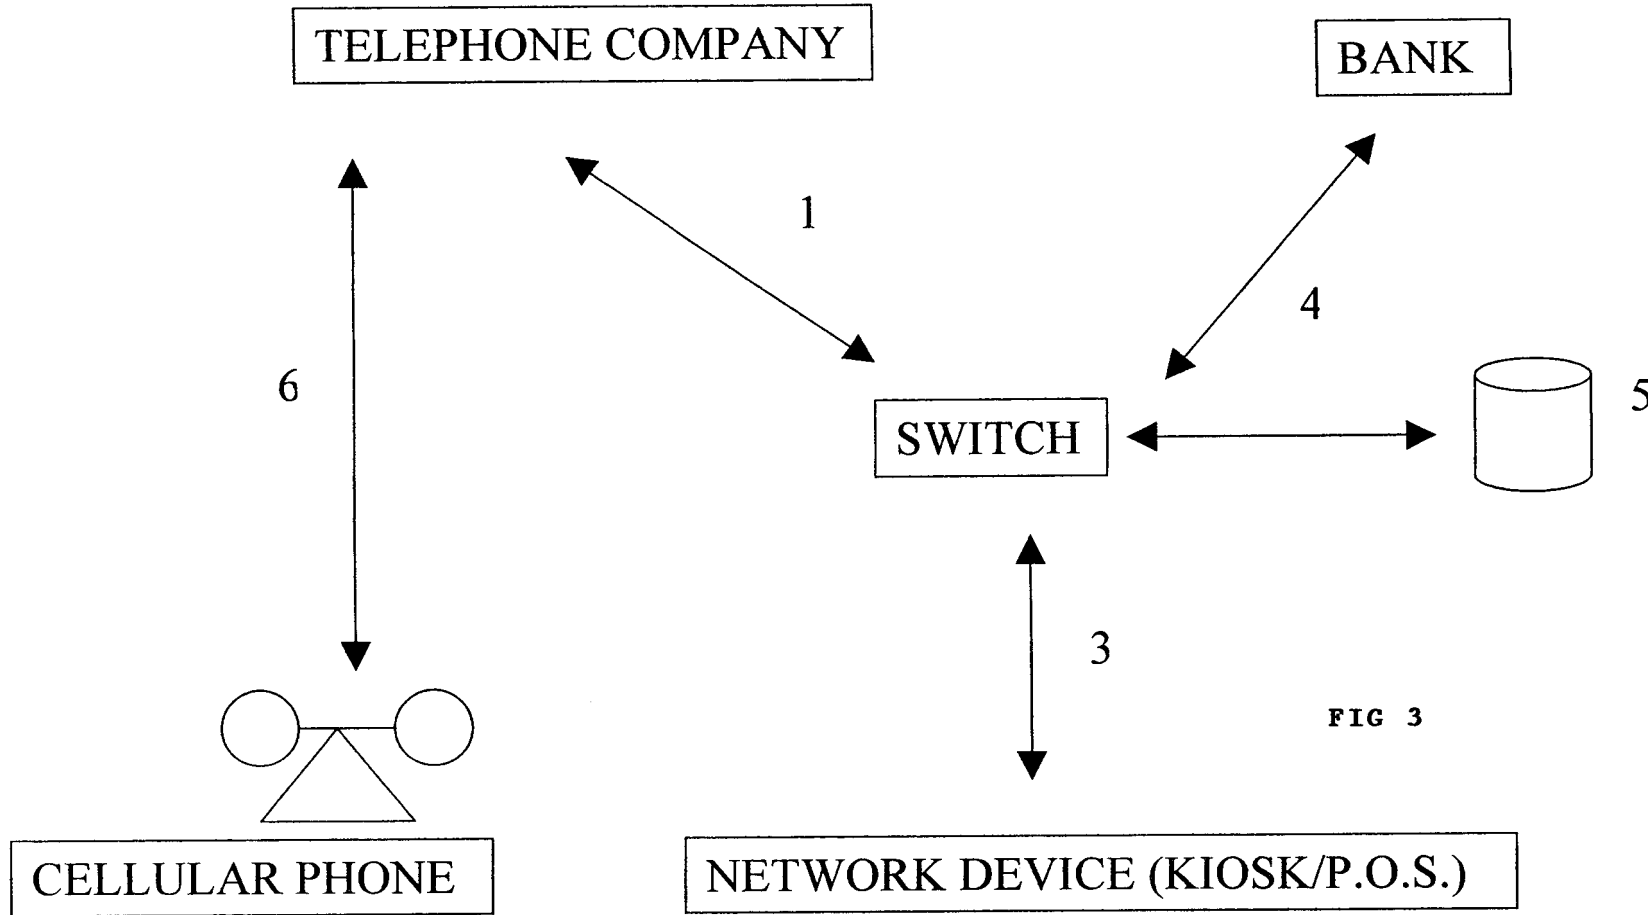 TELEPHONE COMPANY
BANK
1
4
6
5
SWITCH
3
FIG 3
CELLULAR PHONE
NETWORK DEVICE (KIOSK/P.O.S.)